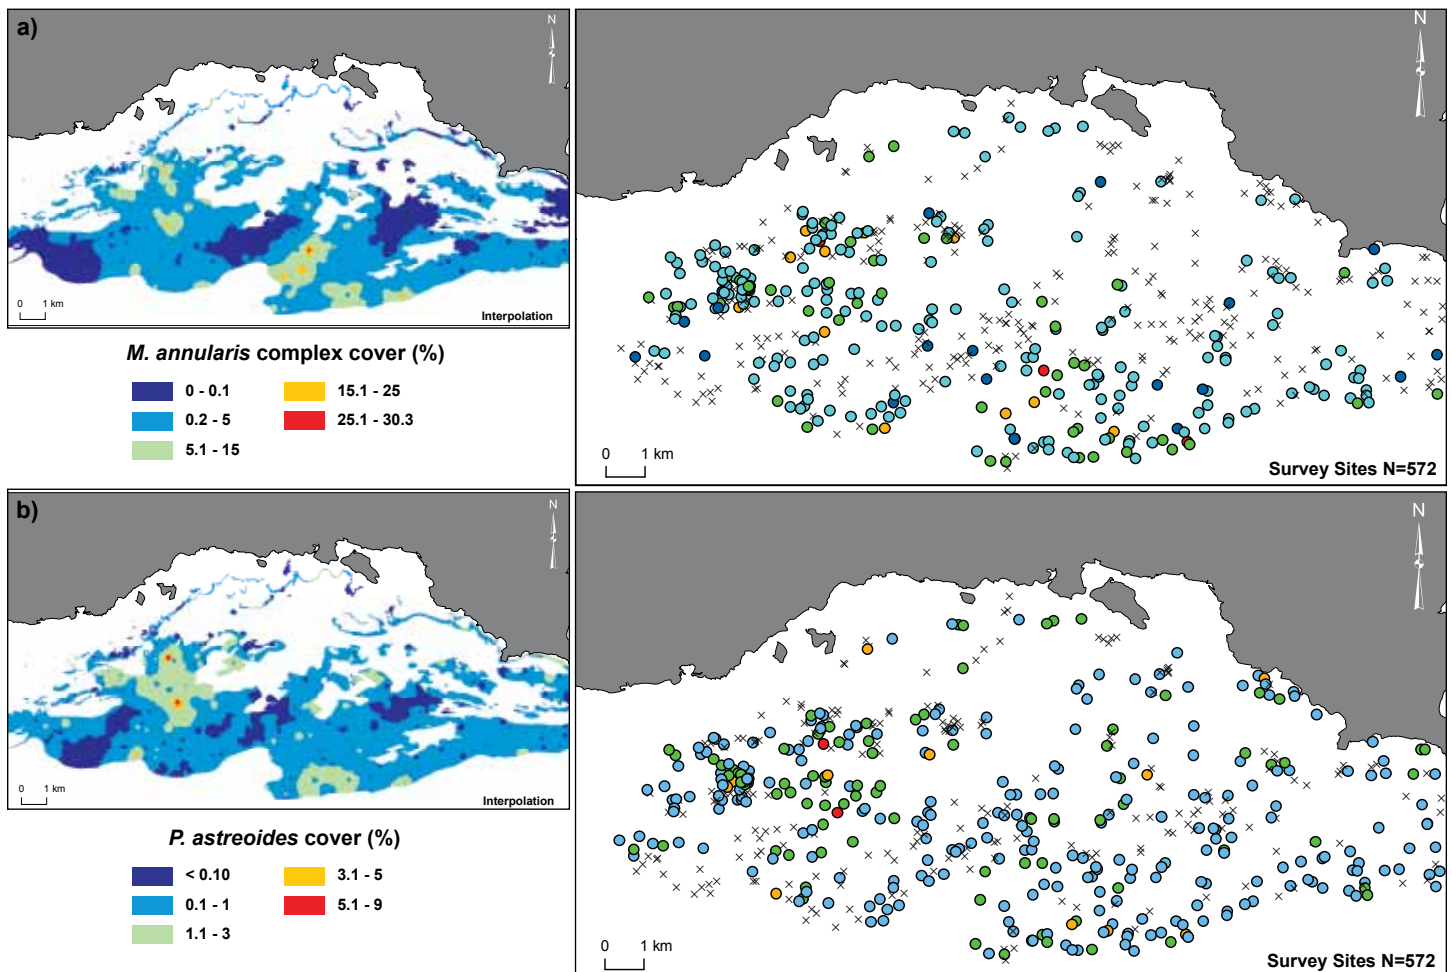 a)
N
0 1 km
Interpolation
M. annularis complex cover (%)
0 - 0.1
0.2 - 5
5.1 - 15
15.1 - 25
25.1 - 30.3
N
0 1 km
Survey Sites N=572
b)
N
0 1 km
Interpolation
P. astreoides cover (%)
< 0.10
0.1 - 1
1.1 - 3
3.1 - 5
5.1 - 9
N
0 1 km
Survey Sites N=572